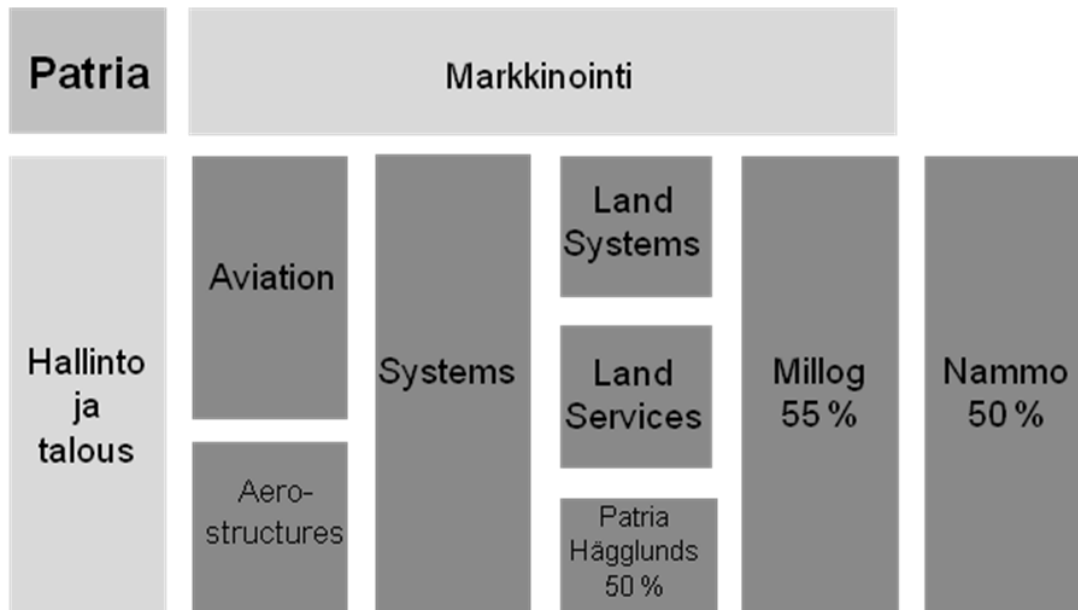 Patria
Markkinointi
Hallinto
ja
talous
Aviation
Aero-
structures
Systems
Land
Systems
Land
Services
Patria
Hägglunds
50 %
Millog
55 %
Nammo
50 %